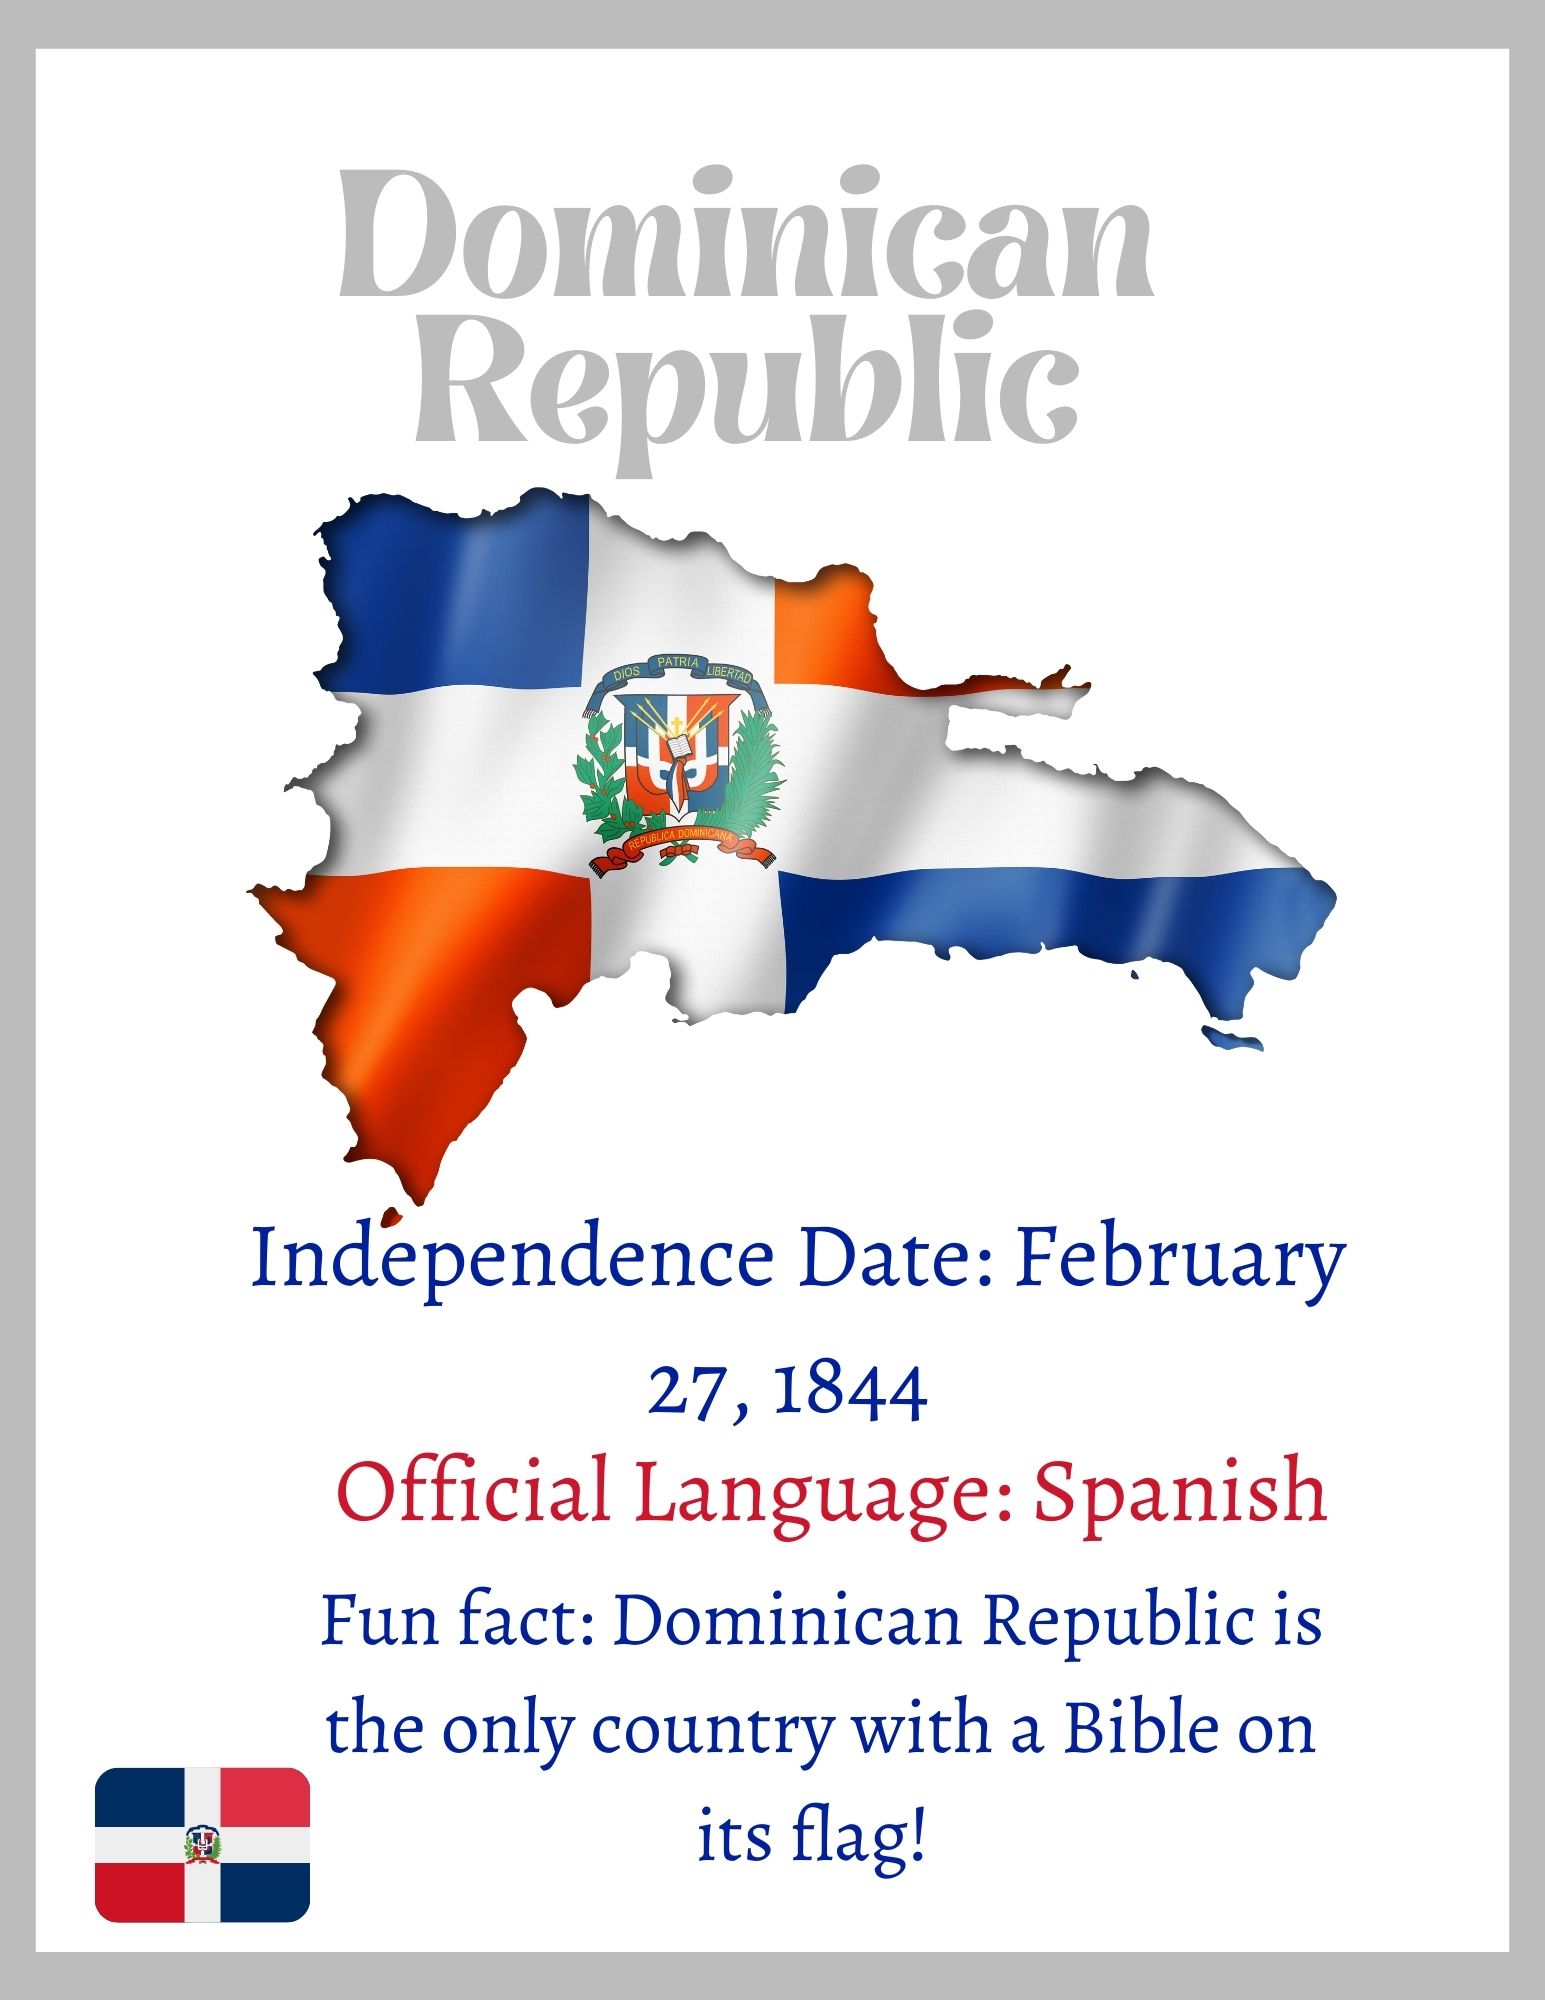 Dominican
Republic
DIOS PATRIA LIBERTAD
REPUBLICA DOMINICANA
Independence Date: February
27, 1844
Official Language: Spanish
Fun fact: Dominican Republic is
the only country with a Bible on
its flag!